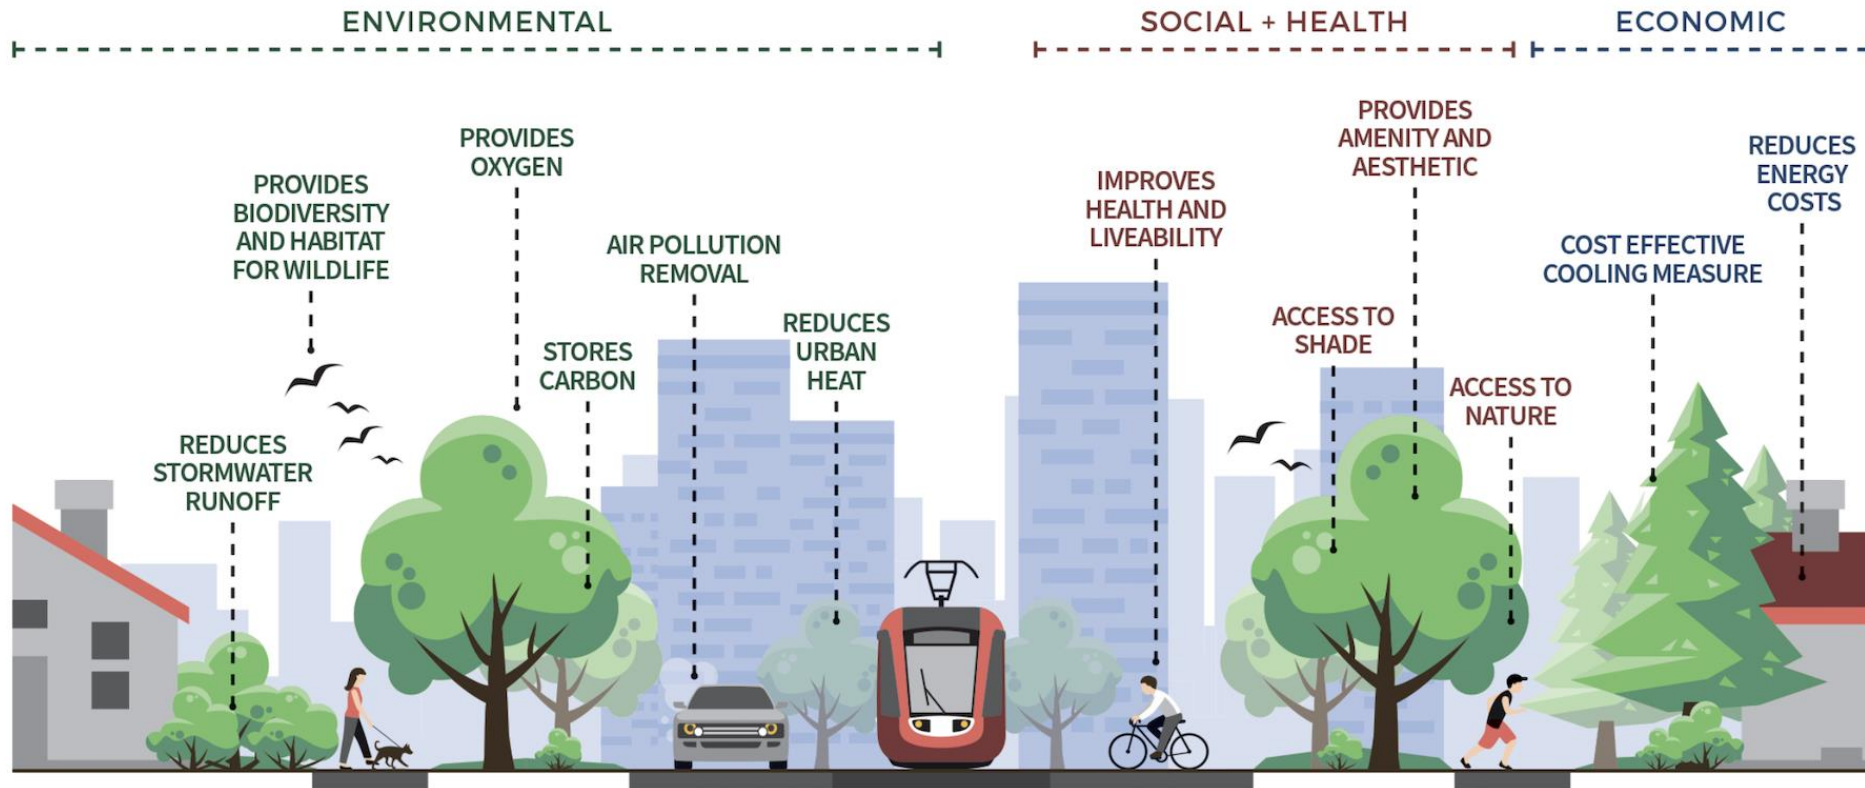 ENVIRONMENTAL
SOCIAL + HEALTH
ECONOMIC
REDUCES
STORMWATER
RUNOFF
PROVIDES
BIODIVERSITY
AND HABITAT
FOR WILDLIFE
PROVIDES
OXYGEN
STORES
CARBON
AIR POLLUTION
REMOVAL
REDUCES
URBAN
HEAT
IMPROVES
HEALTH AND
LIVEABILITY
ACCESS TO
SHADE
PROVIDES
AMENITY AND
AESTHETIC
ACCESS TO
NATURE
COST EFFECTIVE
COOLING MEASURE
REDUCES
ENERGY
COSTS